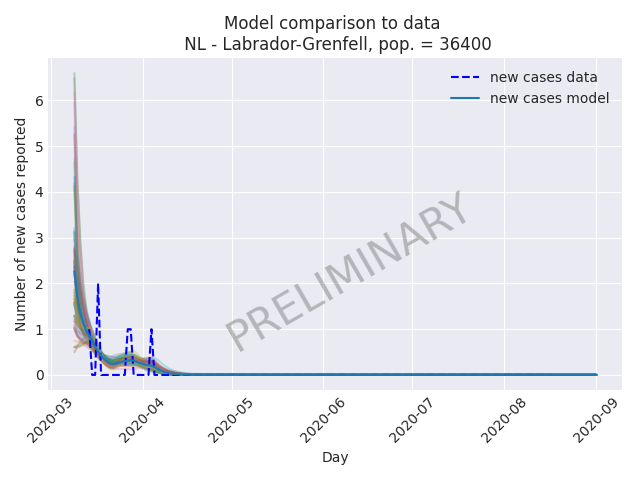 Model comparison to data
NL - Labrador-Grenfell, pop. = 36400
new cases data
new cases model
Number of new cases reported
6
5
4
3
2
1
0
PRELIMINARY
2020-03
2020-04
2020-05
2020-06
2020-07
2020-08
2020-09
Day